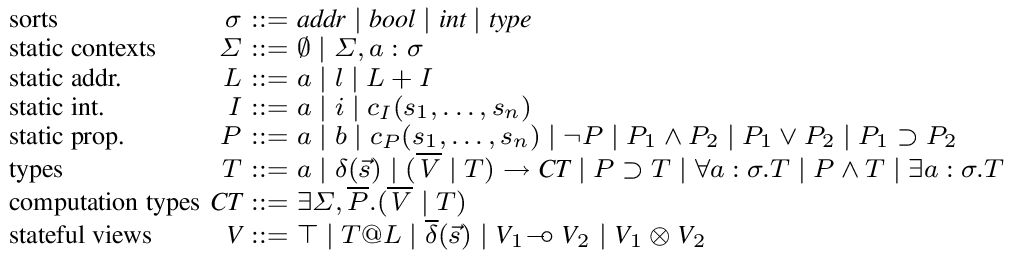 sorts σ ::= addr | bool | int | type
static contexts Σ ::= ∅ | Σ, a : σ
static addr. L ::= a | l | L + I
static int. I ::= a | i | c_I(s_1, . . . , s_n)
static prop. P ::= a | b | c_P(s_1, . . . , s_n) | ¬P | P_1 ∧ P_2 | P_1 ∨ P_2 | P_1 ⊃ P_2
types T ::= a | δ(s⃗) | (V̅ | T) → CT | P ⊃ T | ∀a : σ.T | P ∧ T | ∃a : σ.T
computation types CT ::= ∃Σ, P̅.(V̅ | T)
stateful views V ::= ⊤ | T@L | δ̅(s⃗) | V_1 ⊸ V_2 | V_1 ⊗ V_2